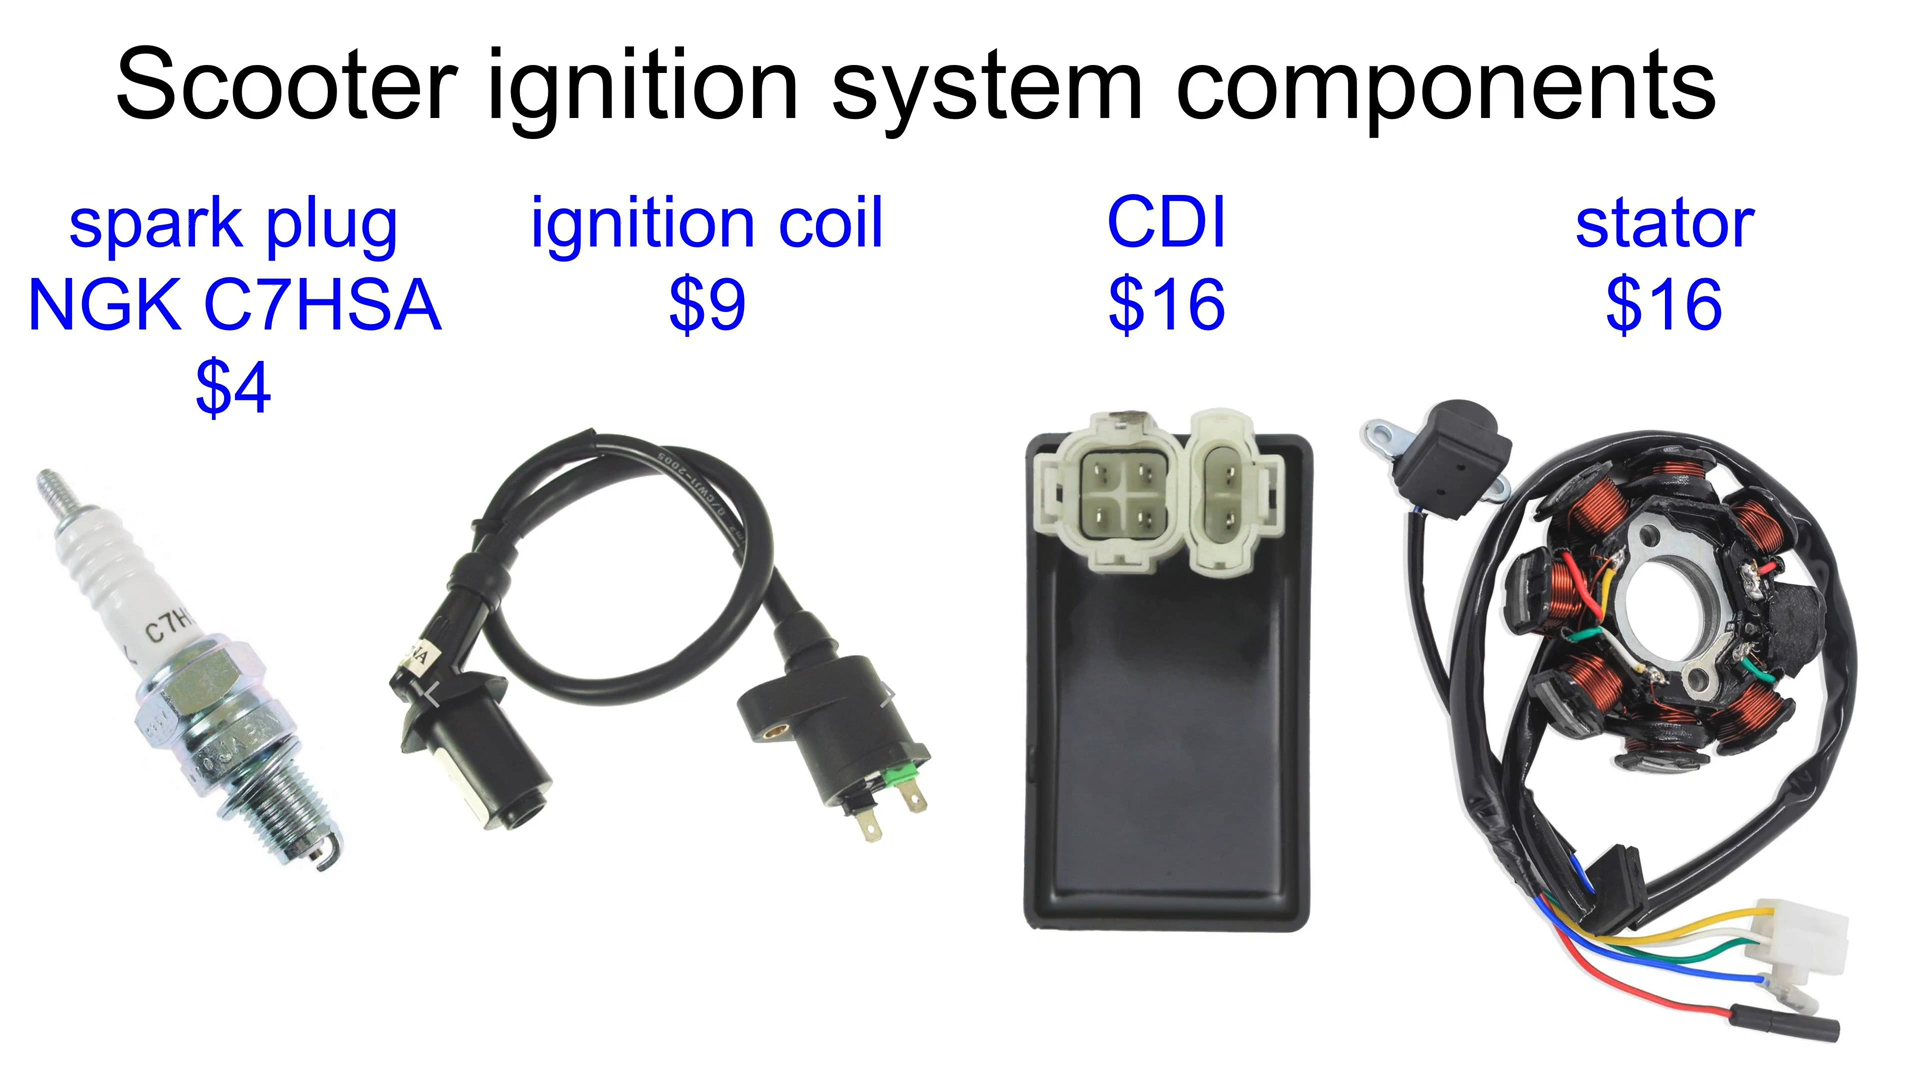 Scooter ignition system components
spark plug
NGK C7HSA
$4
ignition coil
$9
CDI
$16
stator
$16
C7H